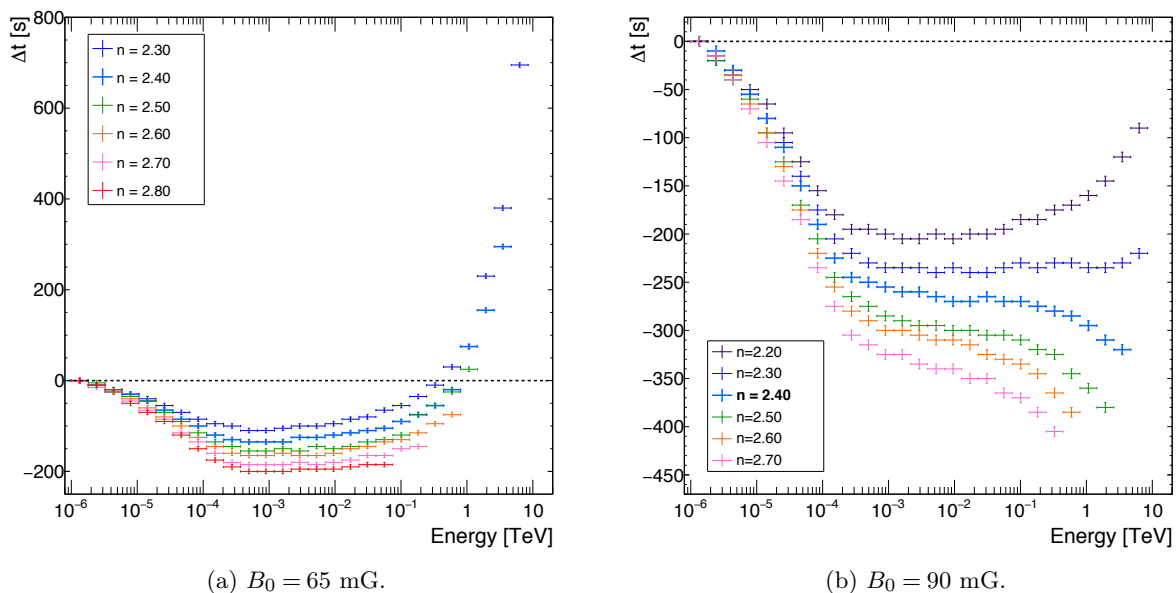 Δt [s]
800
600
400
200
0
−200
n = 2.30
n = 2.40
n = 2.50
n = 2.60
n = 2.70
n = 2.80
10⁻⁶ 10⁻⁵ 10⁻⁴ 10⁻³ 10⁻² 10⁻¹ 1 10
Energy [TeV]
(a) B₀ = 65 mG.
Δt [s]
0
−50
−100
−150
−200
−250
−300
−350
−400
−450
n=2.20
n=2.30
n = 2.40
n=2.50
n=2.60
n=2.70
10⁻⁶ 10⁻⁵ 10⁻⁴ 10⁻³ 10⁻² 10⁻¹ 1 10
Energy [TeV]
(b) B₀ = 90 mG.